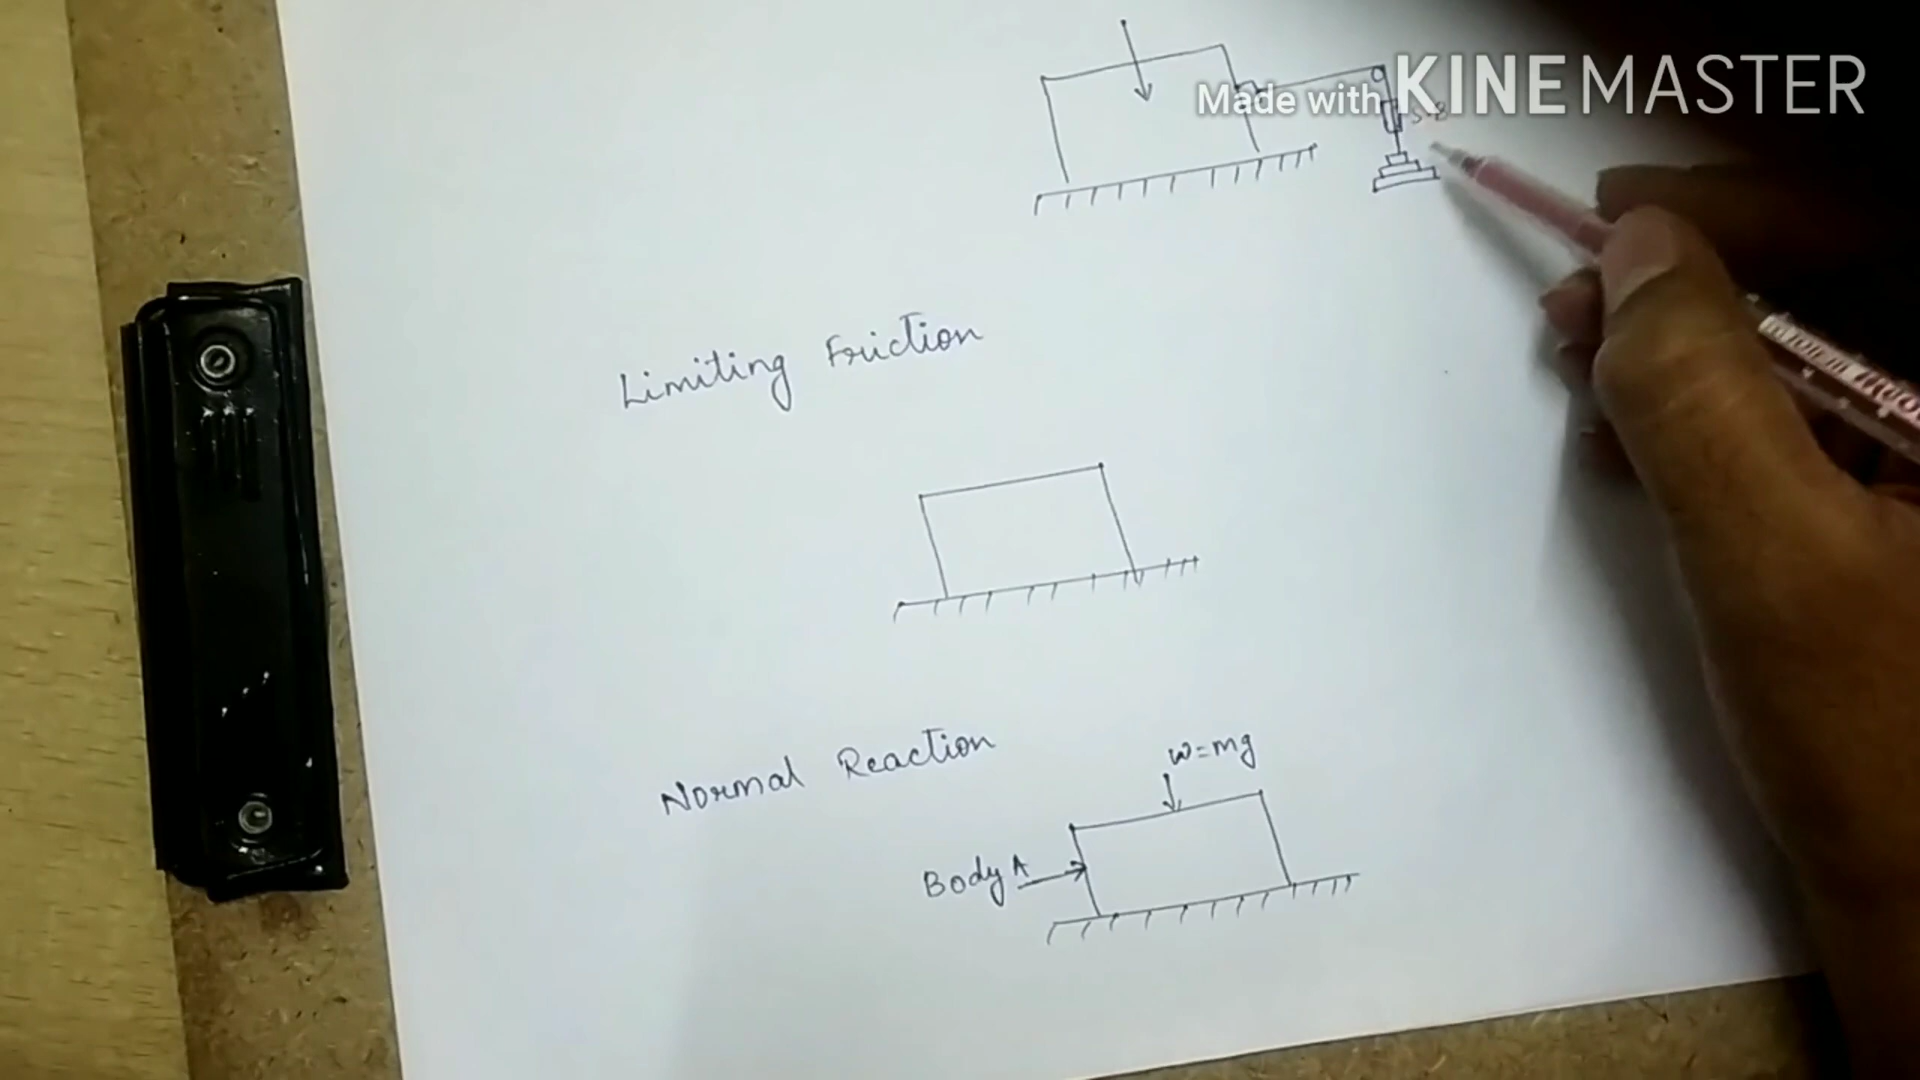 Made with KINEMASTER
S.B
Limiting Friction
Normal Reaction
w=mg
Body A